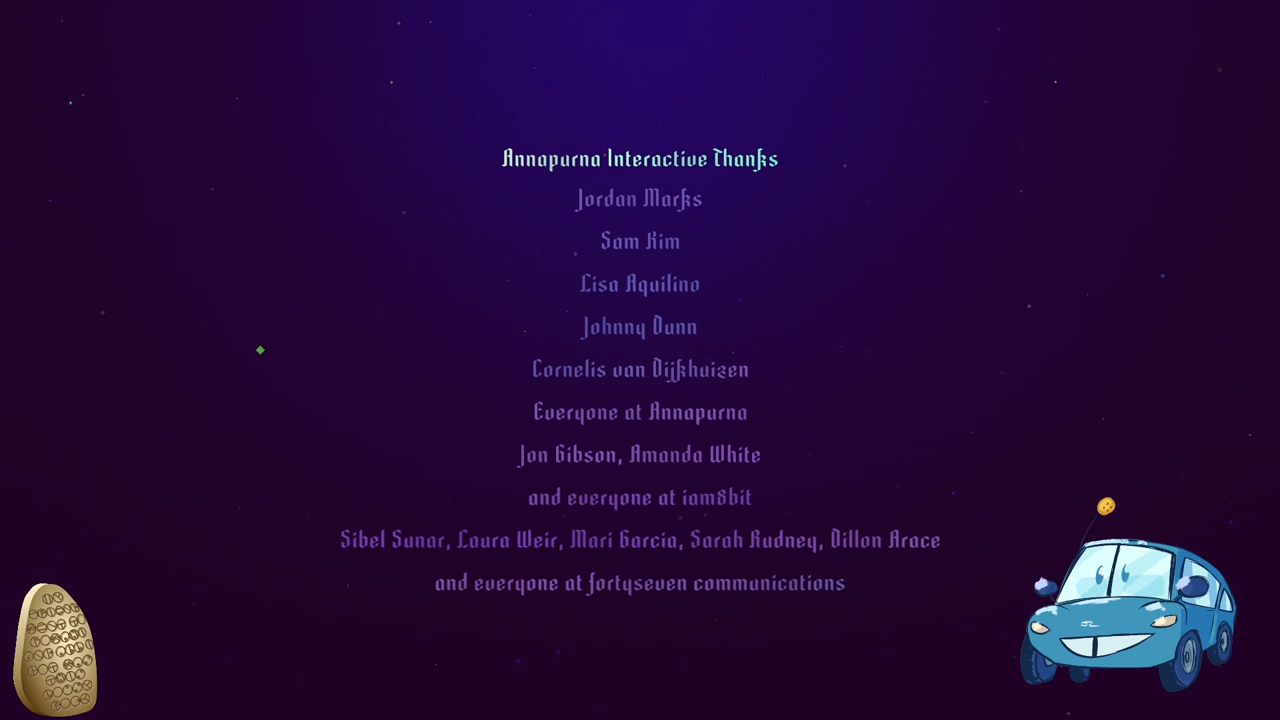 Annapurna Interactive Thanks
Jordan Marks
Sam Kim
Lisa Aquilino
Johnny Dunn
Cornelis van Dijkhuizen
Everyone at Annapurna
Jon Gibson, Amanda White
and everyone at iam8bit
Sibel Sunar, Laura Weir, Mari Garcia, Sarah Rudney, Dillon Arace
and everyone at fortyseven communications